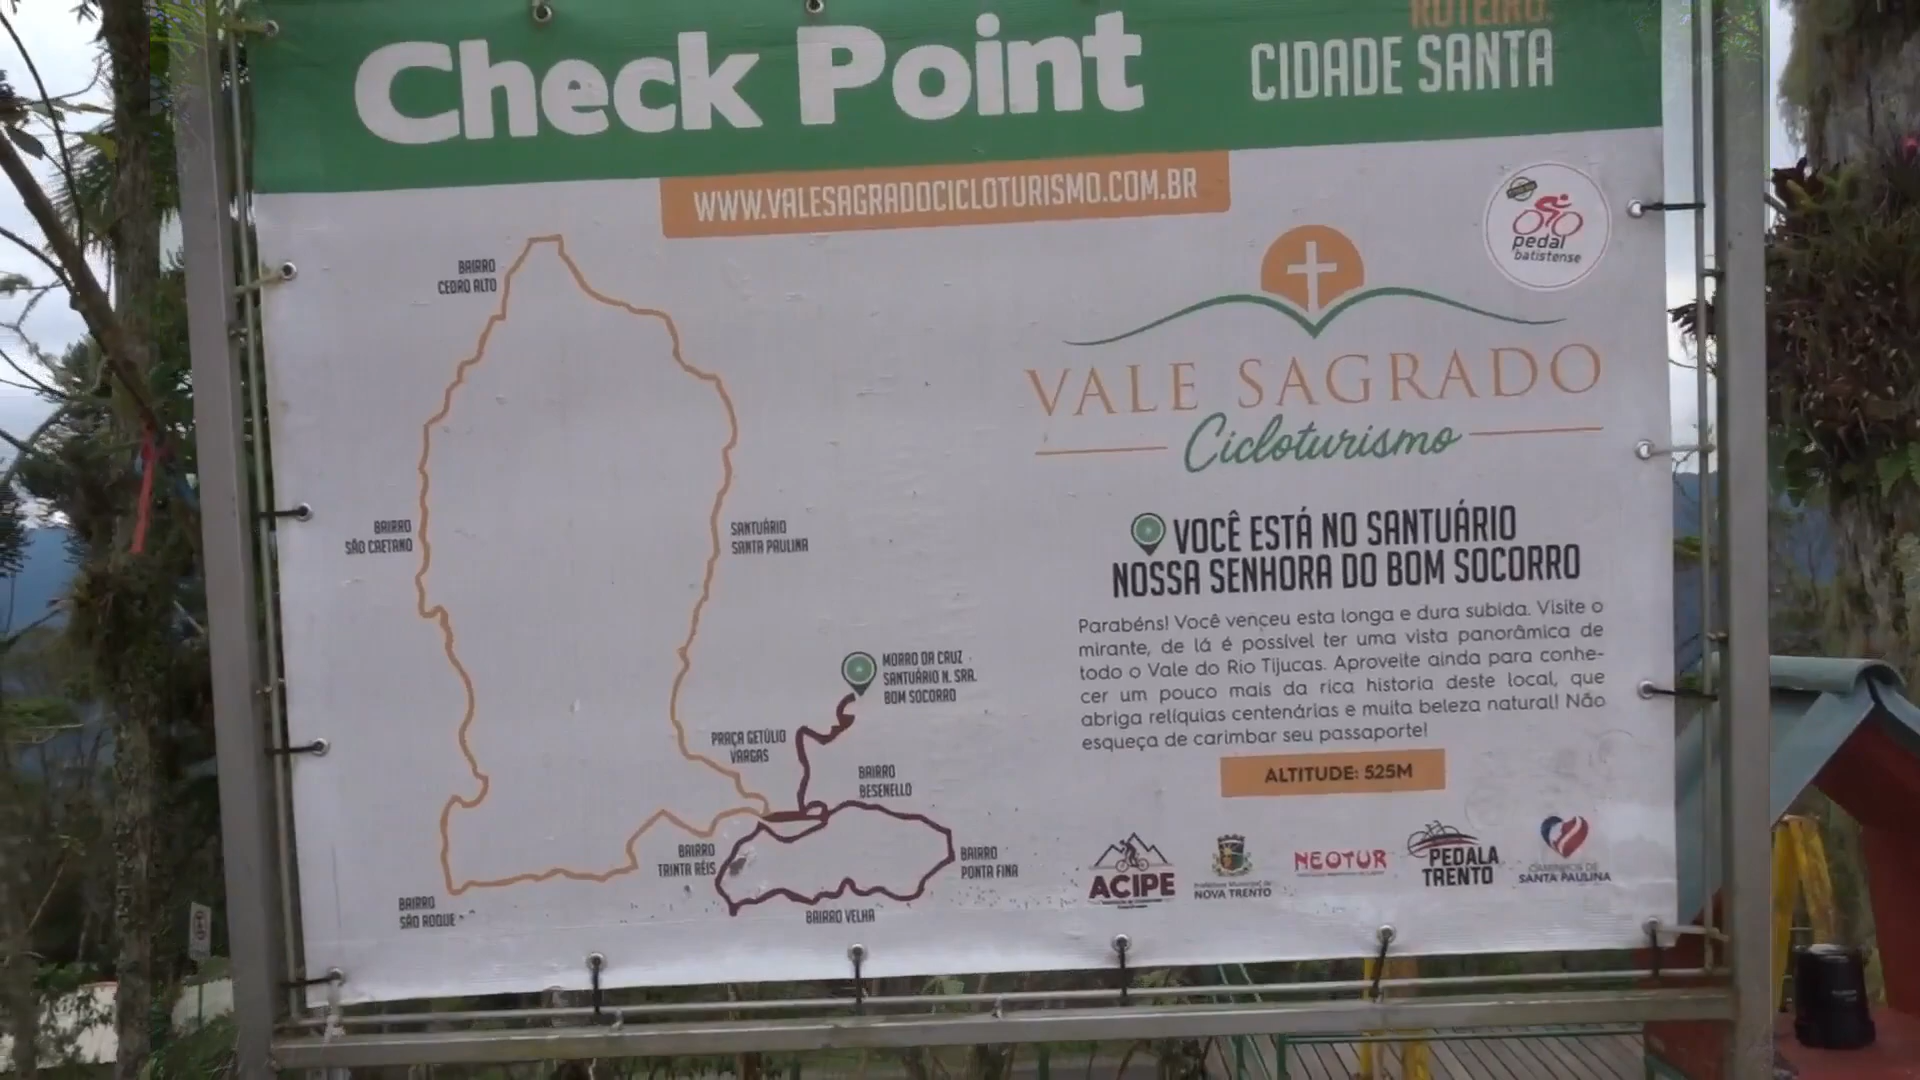 Check Point
ROTEIRO:
CIDADE SANTA
WWW.VALESAGRADOCICLOTURISMO.COM.BR
pedal
batistense
BAIRRO
CEDRO ALTO
VALE SAGRADO
Cicloturismo
BAIRRO
SÃO CAETANO
SANTUÁRIO
SANTA PAULINA
VOCÊ ESTÁ NO SANTUÁRIO
NOSSA SENHORA DO BOM SOCORRO
Parabéns! Você venceu esta longa e dura subida. Visite o
mirante, de lá é possível ter uma vista panorâmica de
todo o Vale do Rio Tijucas. Aproveite ainda para conhe-
cer um pouco mais da rica historia deste local, que
abriga relíquias centenárias e muita beleza natural! Não
esqueça de carimbar seu passaporte!
ALTITUDE: 525M
MORRO DA CRUZ
SANTUÁRIO N. SRA.
BOM SOCORRO
PRAÇA GETÚLIO
VARGAS
BAIRRO
BESENELLO
BAIRRO
TRINTA RÉIS
BAIRRO
PONTA FINA
BAIRRO
SÃO ROQUE
BAIRRO VELHA
ACIPE
Prefeitura Municipal de
NOVA TRENTO
NEOTUR
PEDALA
TRENTO
CAMINHOS DE
SANTA PAULINA